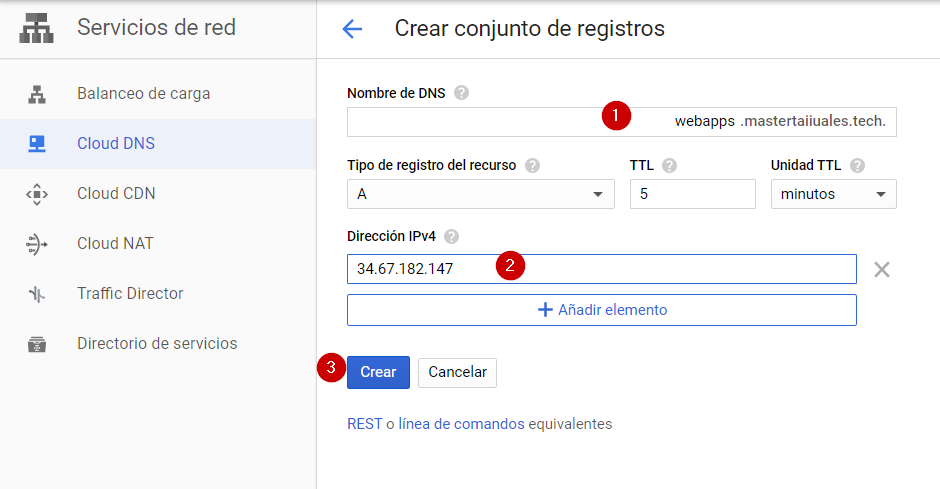 Servicios de red
Crear conjunto de registros
Balanceo de carga
Cloud DNS
Cloud CDN
Cloud NAT
Traffic Director
Directorio de servicios
Nombre de DNS ?
1 webapps .mastertaiiuales.tech.
Tipo de registro del recurso ? TTL ? Unidad TTL ?
A 5 minutos
Dirección IPv4 ?
34.67.182.147 2
+ Añadir elemento
3 Crear Cancelar
REST o línea de comandos equivalentes